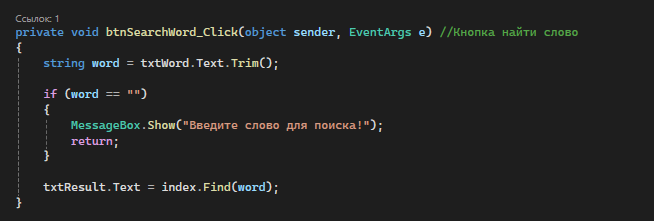 Ссылок: 1
private void btnSearchWord_Click(object sender, EventArgs e) //Кнопка найти слово
{
    string word = txtWord.Text.Trim();

    if (word == "")
    {
        MessageBox.Show("Введите слово для поиска!");
        return;
    }

    txtResult.Text = index.Find(word);
}